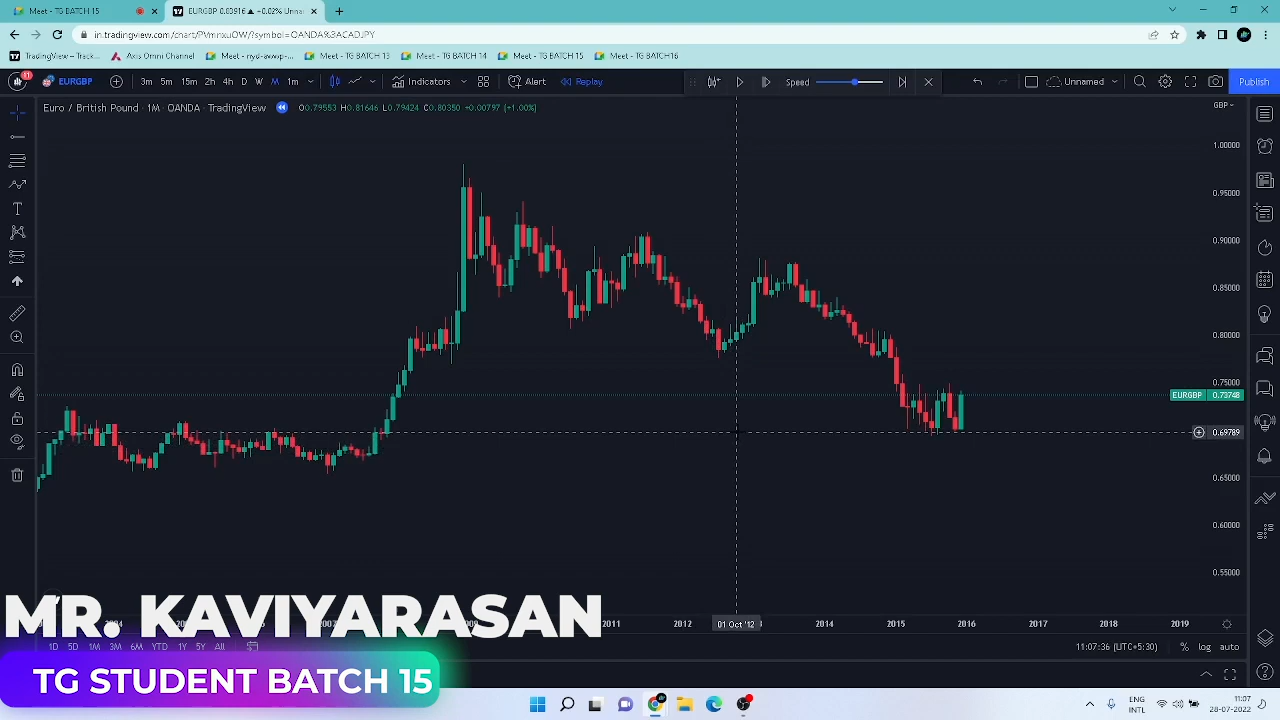 Meet - TG BATCH 15
EURGBP 0.83916 ▲ +0.02% Unna
in.tradingview.com/chart/PVmnxuOW/?symbol=OANDA%3ACADJPY
TradingView – Track...
Axis Omni Channel
Meet - TG BATCH 13
Meet - TG BATCH 14
Meet - TG BATCH 15
Meet - TG BATCH16
11
EURGBP
3m 5m 15m 2h 4h D W M 1m
Indicators
Alert
Replay
Speed
Unnamed
Publish
Euro / British Pound · 1M · OANDA · TradingView
O0.79553 H0.81646 L0.79424 C0.80350 +0.00797 (+1.00%)
GBP
1.00000
0.95000
0.90000
0.85000
0.80000
0.75000
EURGBP 0.73748
0.69789
0.65000
0.60000
0.55000
MR. KAVIYARASAN
2011 2012 01 Oct '12 2014 2015 2016 2017 2018 2019
1D 5D 1M 3M 6M YTD 1Y 5Y All
11:07:36 (UTC+5:30) % log auto
TG STUDENT BATCH 15
ENG
INTL
11:07
28-07-2022